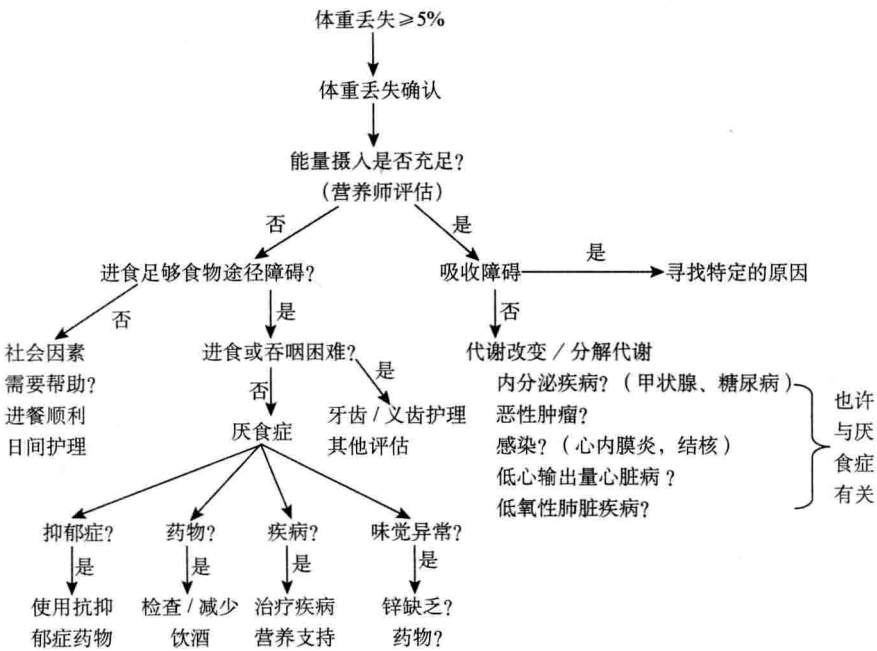 体重丢失≥5%
体重丢失确认
能量摄入是否充足?
(营养师评估)
否
是
进食足够食物途径障碍?
吸收障碍
是
寻找特定的原因
否
是
否
社会因素
需要帮助?
进餐顺利
日间护理
进食或吞咽困难?
否
是
牙齿/义齿护理
其他评估
代谢改变/分解代谢
内分泌疾病?(甲状腺、糖尿病)
恶性肿瘤?
感染?(心内膜炎,结核)
低心输出量心脏病?
低氧性肺脏疾病?
也许
与厌
食症
有关
厌食症
抑郁症?
药物?
疾病?
味觉异常?
是
是
是
是
使用抗抑
郁症药物
检查/减少
饮酒
治疗疾病
营养支持
锌缺乏?
药物?